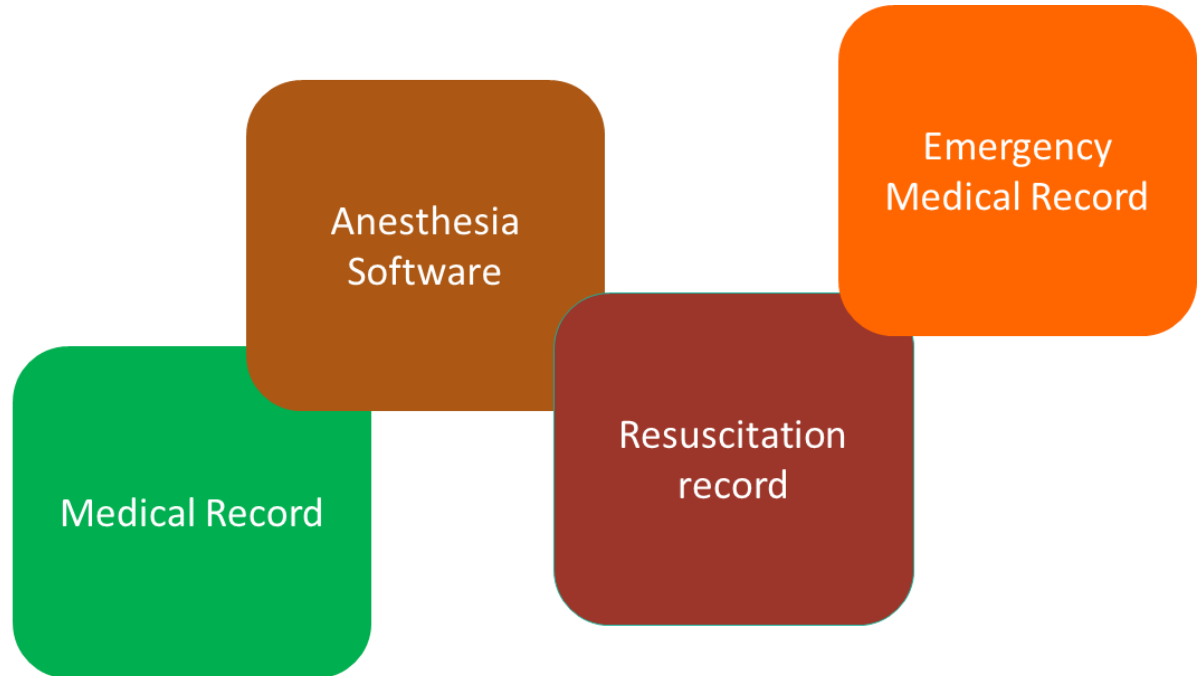 Emergency
Medical Record
Anesthesia
Software
Resuscitation
record
Medical Record